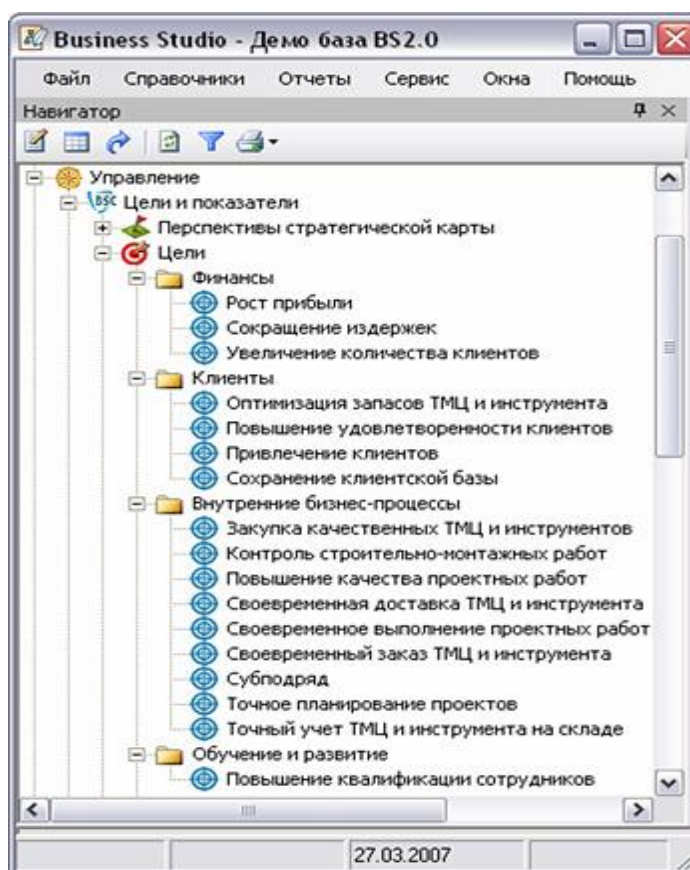 Business Studio - Демо база BS2.0
Файл Справочники Отчеты Сервис Окна Помощь
Навигатор
Управление
BSC Цели и показатели
Перспективы стратегической карты
Цели
Финансы
Рост прибыли
Сокращение издержек
Увеличение количества клиентов
Клиенты
Оптимизация запасов ТМЦ и инструмента
Повышение удовлетворенности клиентов
Привлечение клиентов
Сохранение клиентской базы
Внутренние бизнес-процессы
Закупка качественных ТМЦ и инструментов
Контроль строительно-монтажных работ
Повышение качества проектных работ
Своевременная доставка ТМЦ и инструмента
Своевременное выполнение проектных работ
Своевременный заказ ТМЦ и инструмента
Субподряд
Точное планирование проектов
Точный учет ТМЦ и инструмента на складе
Обучение и развитие
Повышение квалификации сотрудников
27.03.2007